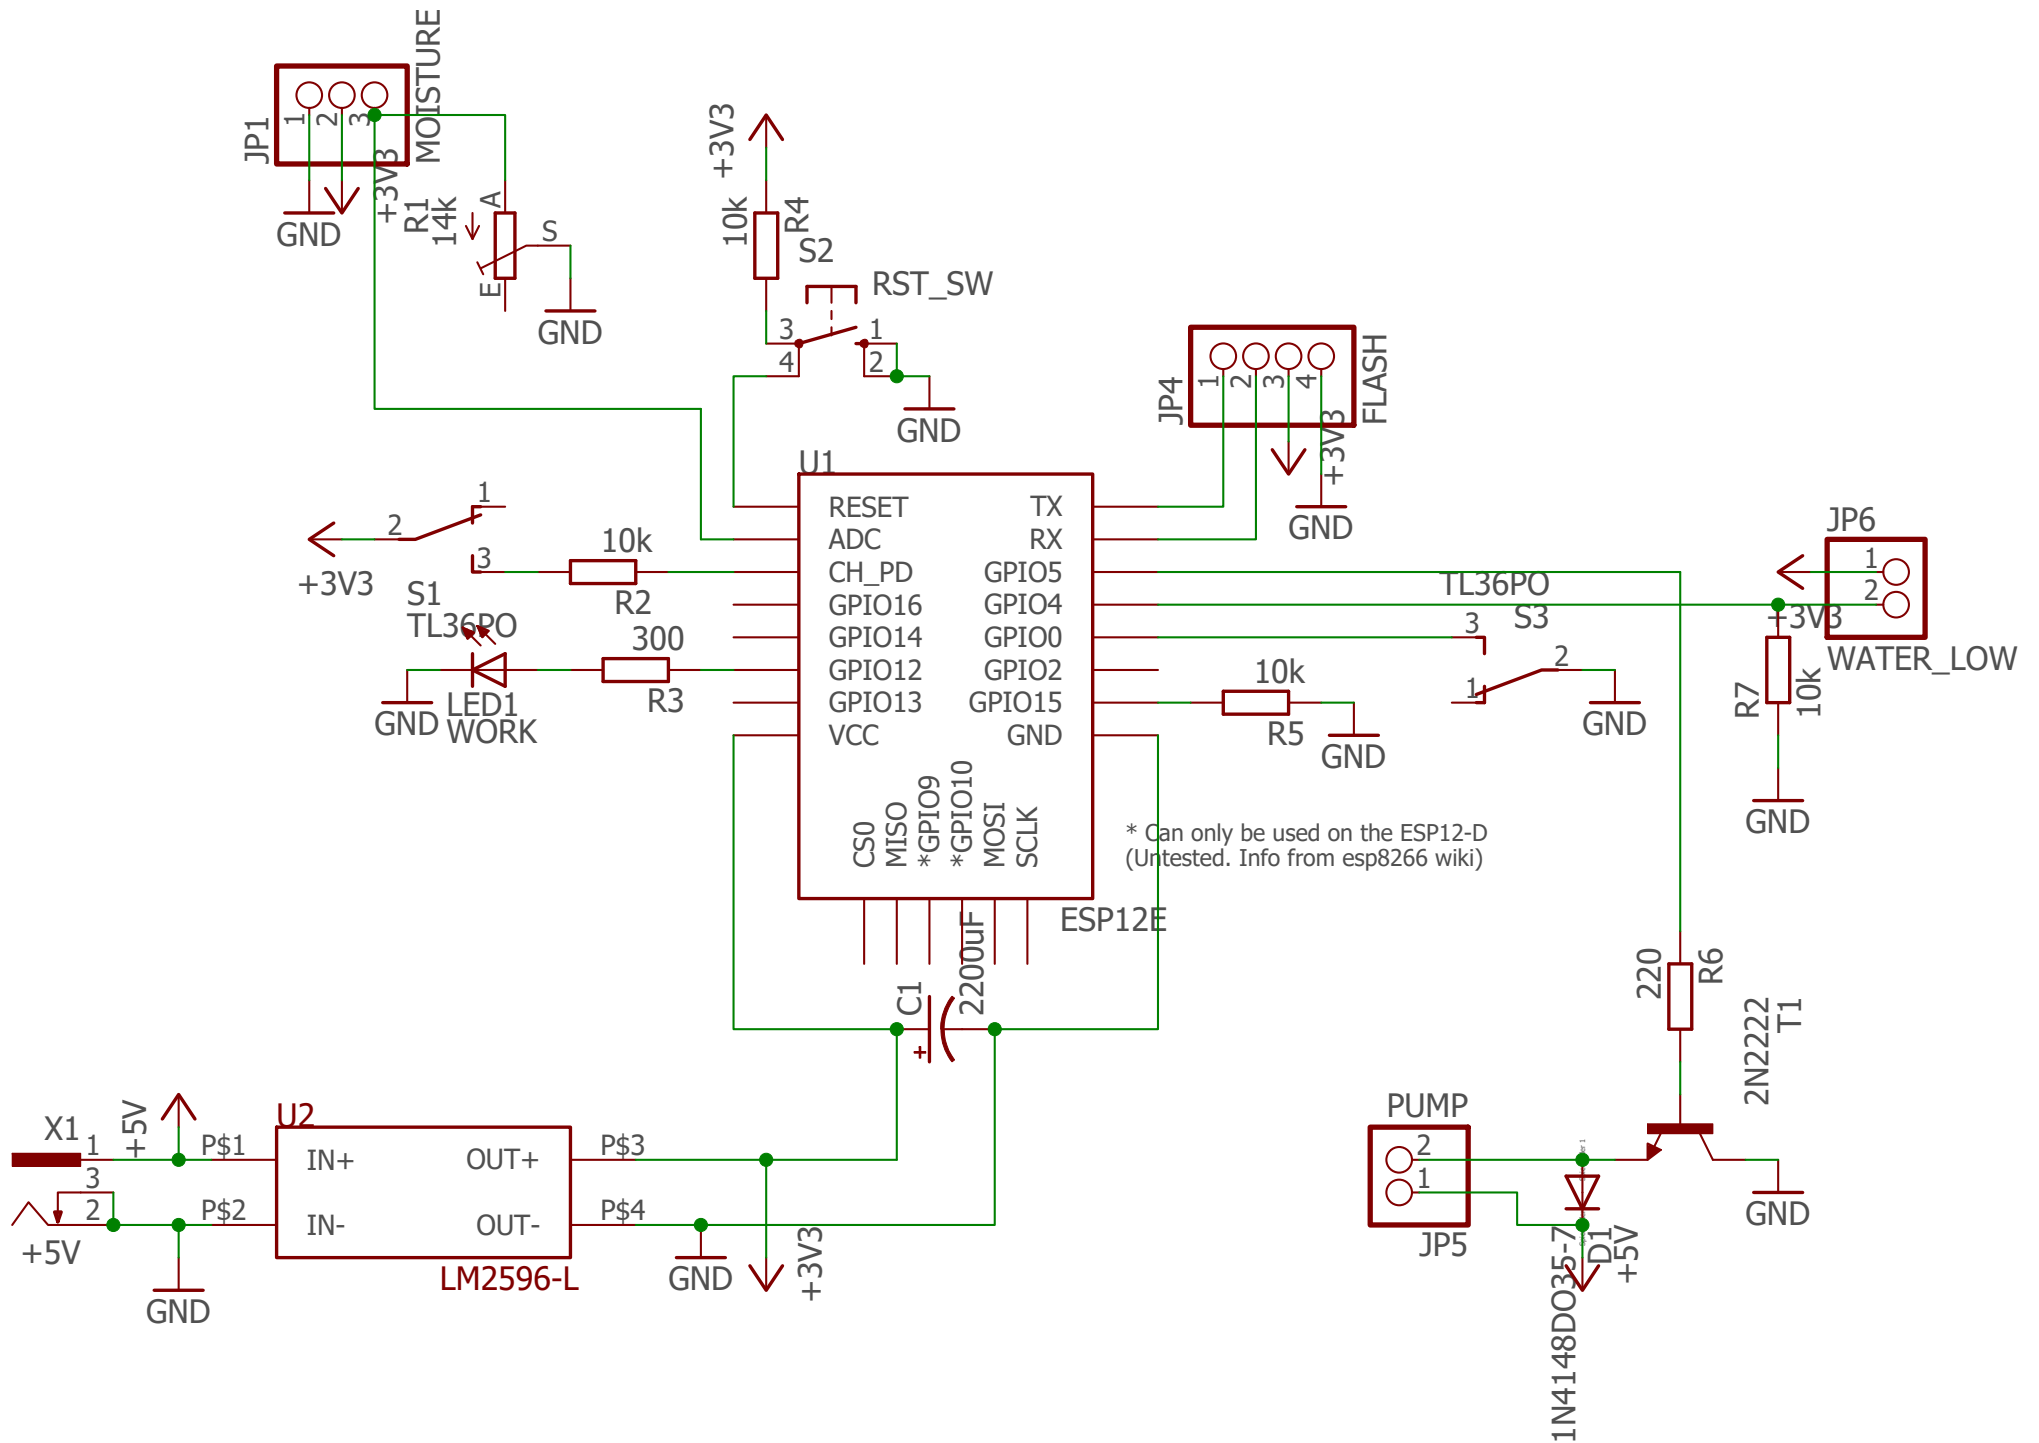 MOISTURE
JP1
1
2
3
+3V3
GND
R1
14k
A
S
E
GND
+3V3
10k
R4
S2
RST_SW
3
1
4
2
GND
JP4
1
2
3
4
FLASH
+3V3
GND
U1
RESET
ADC
CH_PD
GPIO16
GPIO14
GPIO12
GPIO13
VCC
TX
RX
GPIO5
GPIO4
GPIO0
GPIO2
GPIO15
GND
CS0
MISO
*GPIO9
*GPIO10
MOSI
SCLK
ESP12E
* Can only be used on the ESP12-D
(Untested. Info from esp8266 wiki)
1
2
3
+3V3
S1
TL36PO
10k
R2
300
R3
GND
LED1
WORK
10k
R5
GND
TL36PO
S3
3
2
1
GND
JP6
1
2
+3V3
WATER_LOW
R7
10k
GND
C1
2200uF
220
R6
2N2222
T1
GND
PUMP
2
1
JP5
D1
1N4148DO35-7
+5V
X1
1
3
2
+5V
+5V
GND
U2
P$1
P$2
IN+
IN-
OUT+
OUT-
P$3
P$4
LM2596-L
GND
+3V3